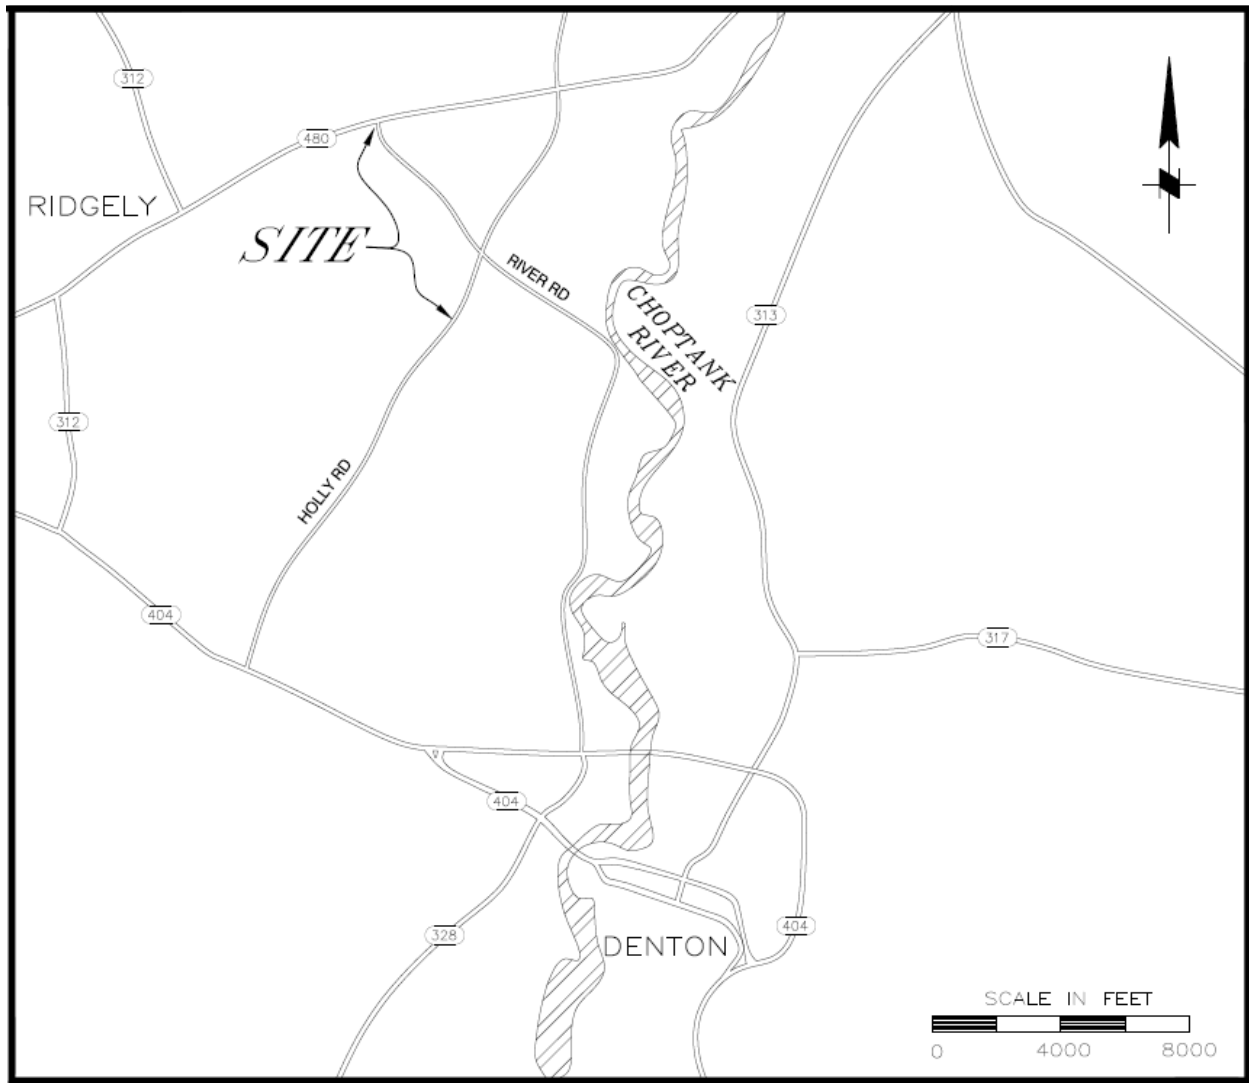 312
480
RIDGELY
SITE
RIVER RD
CHOPTANK
RIVER
313
312
HOLLY RD
404
317
404
328
DENTON
404
SCALE IN FEET
0 4000 8000